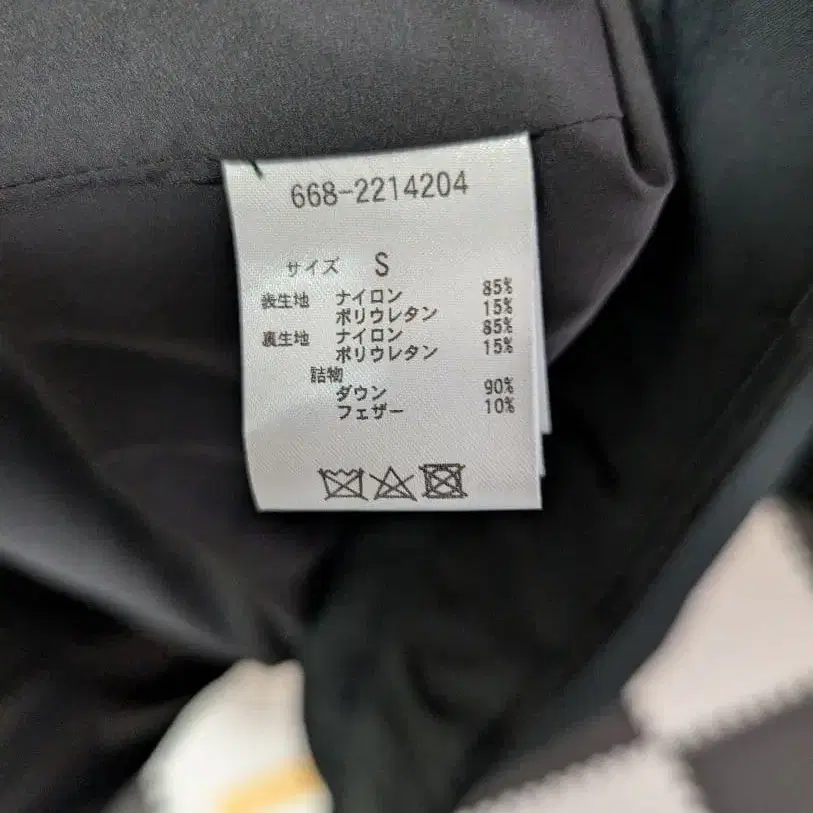 668-2214204
サイズ S
表生地 ナイロン 85%
ポリウレタン 15%
裏生地 ナイロン 85%
ポリウレタン 15%
詰物
ダウン 90%
フェザー 10%